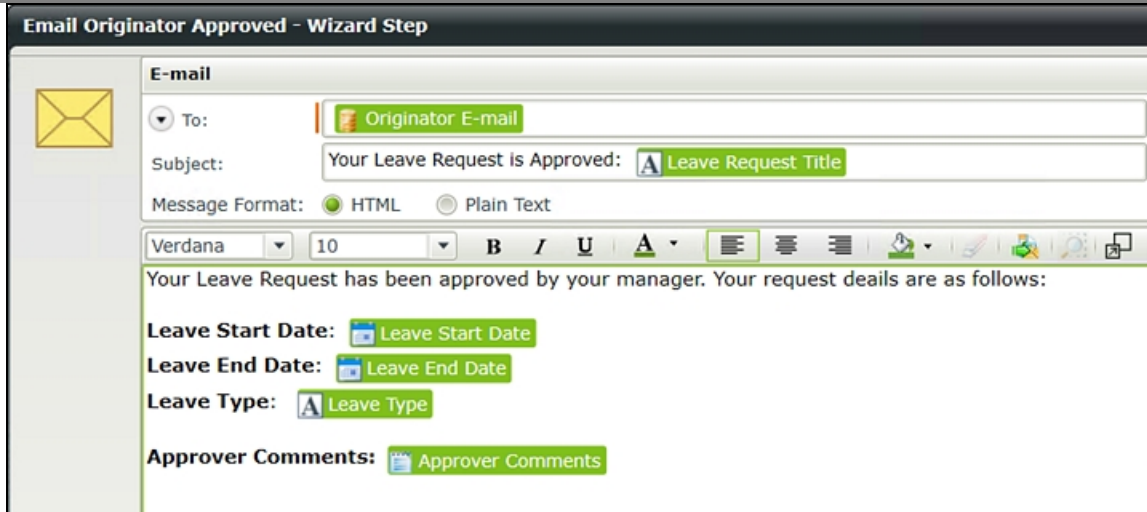 Email Originator Approved - Wizard Step
E-mail
To: Originator E-mail
Subject: Your Leave Request is Approved: A Leave Request Title
Message Format: HTML Plain Text
Verdana 10 B I U A
Your Leave Request has been approved by your manager. Your request deails are as follows:
Leave Start Date: Leave Start Date
Leave End Date: Leave End Date
Leave Type: A Leave Type
Approver Comments: Approver Comments